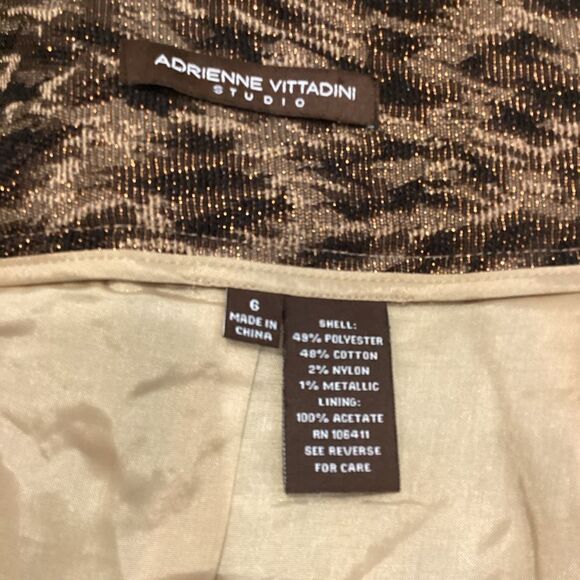 ADRIENNE VITTADINI
STUDIO
6
MADE IN
CHINA
SHELL:
49% POLYESTER
48% COTTON
2% NYLON
1% METALLIC
LINING:
100% ACETATE
RN 106411
SEE REVERSE
FOR CARE